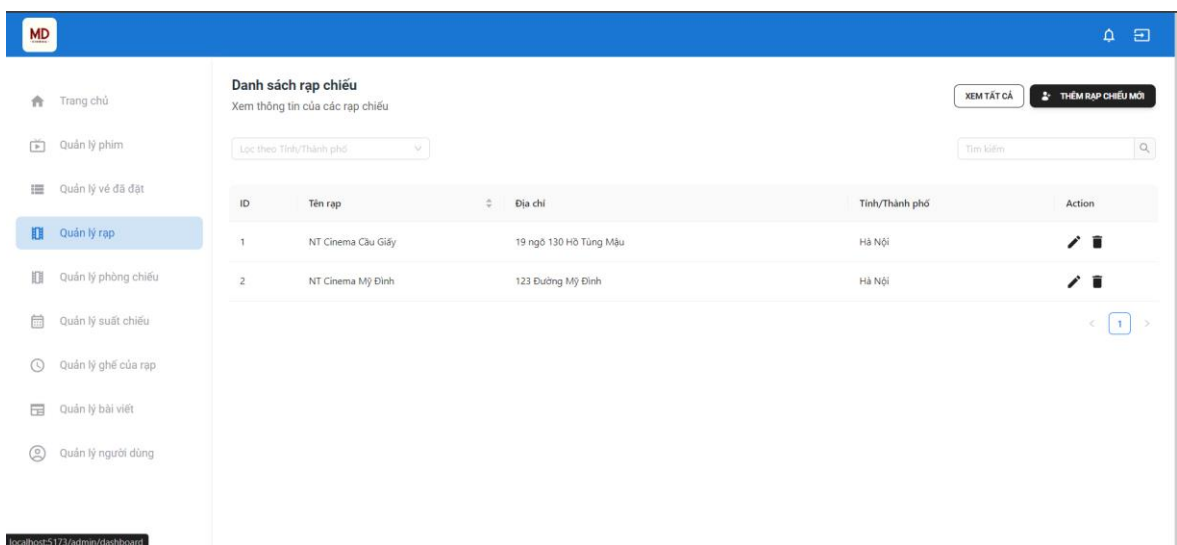 MD
Trang chủ
Quản lý phim
Quản lý vé đã đặt
Quản lý rạp
Quản lý phòng chiếu
Quản lý suất chiếu
Quản lý ghế của rạp
Quản lý bài viết
Quản lý người dùng
Danh sách rạp chiếu
Xem thông tin của các rạp chiếu
XEM TẤT CẢ
THÊM RẠP CHIẾU MỚI
Lọc theo Tỉnh/Thành phố
Tìm kiếm
ID Tên rạp Địa chỉ Tỉnh/Thành phố Action
1 NT Cinema Cầu Giấy 19 ngõ 130 Hồ Tùng Mậu Hà Nội
2 NT Cinema Mỹ Đình 123 Đường Mỹ Đình Hà Nội
< 1 >
localhost:5173/admin/dashboard